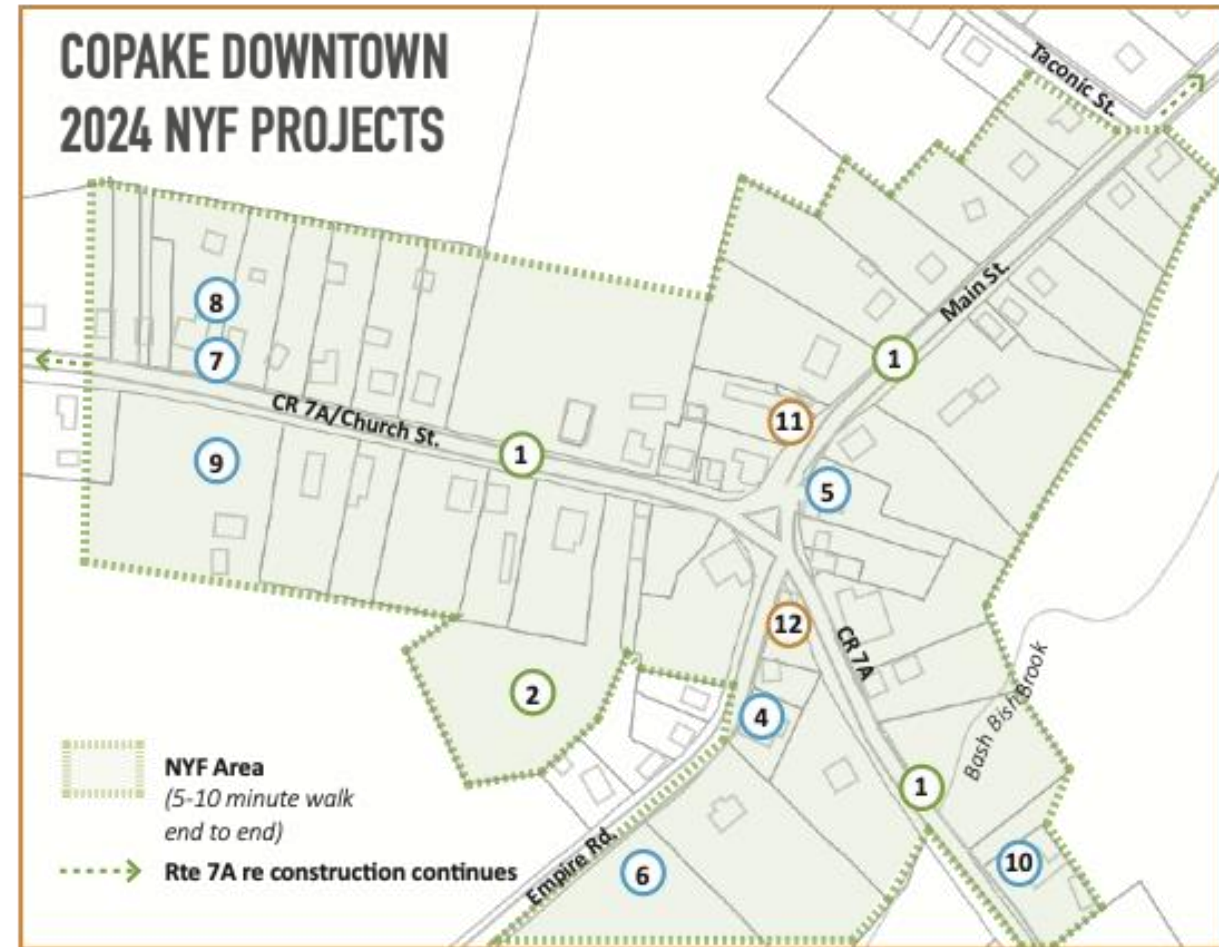 COPAKE DOWNTOWN
2024 NYF PROJECTS
Taconic St.
Main St.
8
7
1
CR 7A/Church St.
11
1
9
5
12
CR 7A
2
4
Bash Bish Brook
1
NYF Area
(5-10 minute walk
end to end)
Empire Rd.
10
6
Rte 7A re construction continues